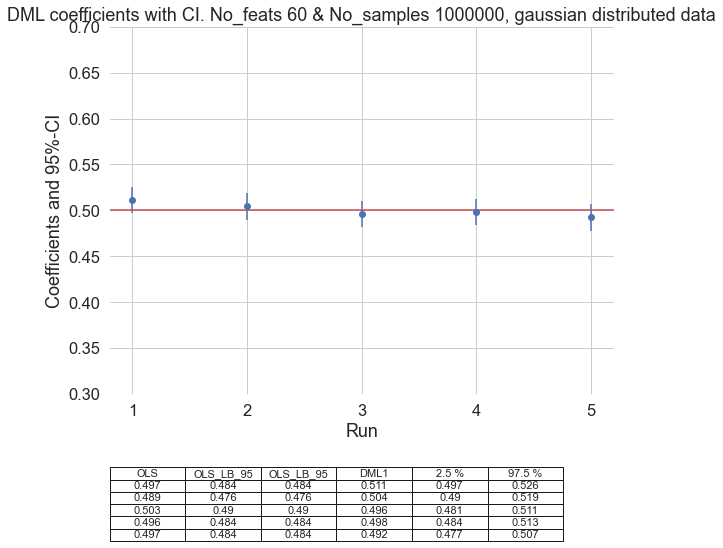 DML coefficients with CI. No_feats 60 & No_samples 1000000, gaussian distributed data
0.70
0.65
0.60
0.55
0.50
0.45
0.40
0.35
0.30
Coefficients and 95%-CI
1 2 3 4 5
Run
OLS OLS_LB_95 OLS_LB_95 DML1 2.5 % 97.5 %
0.497 0.484 0.484 0.511 0.497 0.526
0.489 0.476 0.476 0.504 0.49 0.519
0.503 0.49 0.49 0.496 0.481 0.511
0.496 0.484 0.484 0.498 0.484 0.513
0.497 0.484 0.484 0.492 0.477 0.507